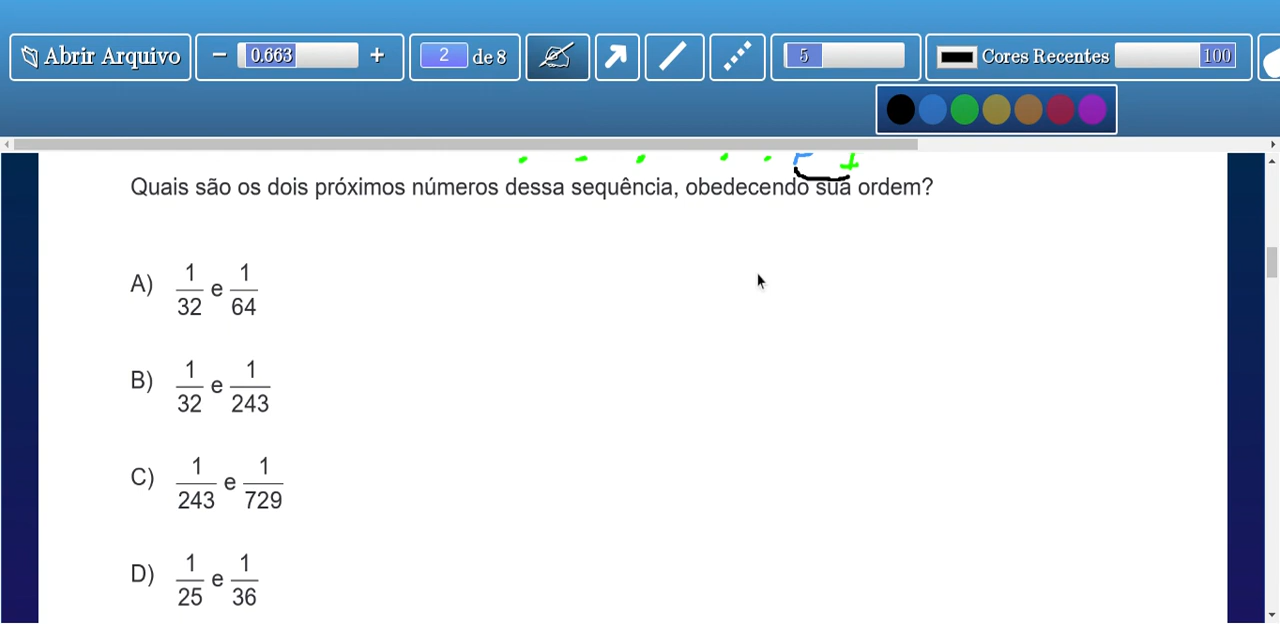 Abrir Arquivo − 0.663 + 2 de 8 5 Cores Recentes 100
Quais são os dois próximos números dessa sequência, obedecendo sua ordem?
A) 1/32 e 1/64
B) 1/32 e 1/243
C) 1/243 e 1/729
D) 1/25 e 1/36